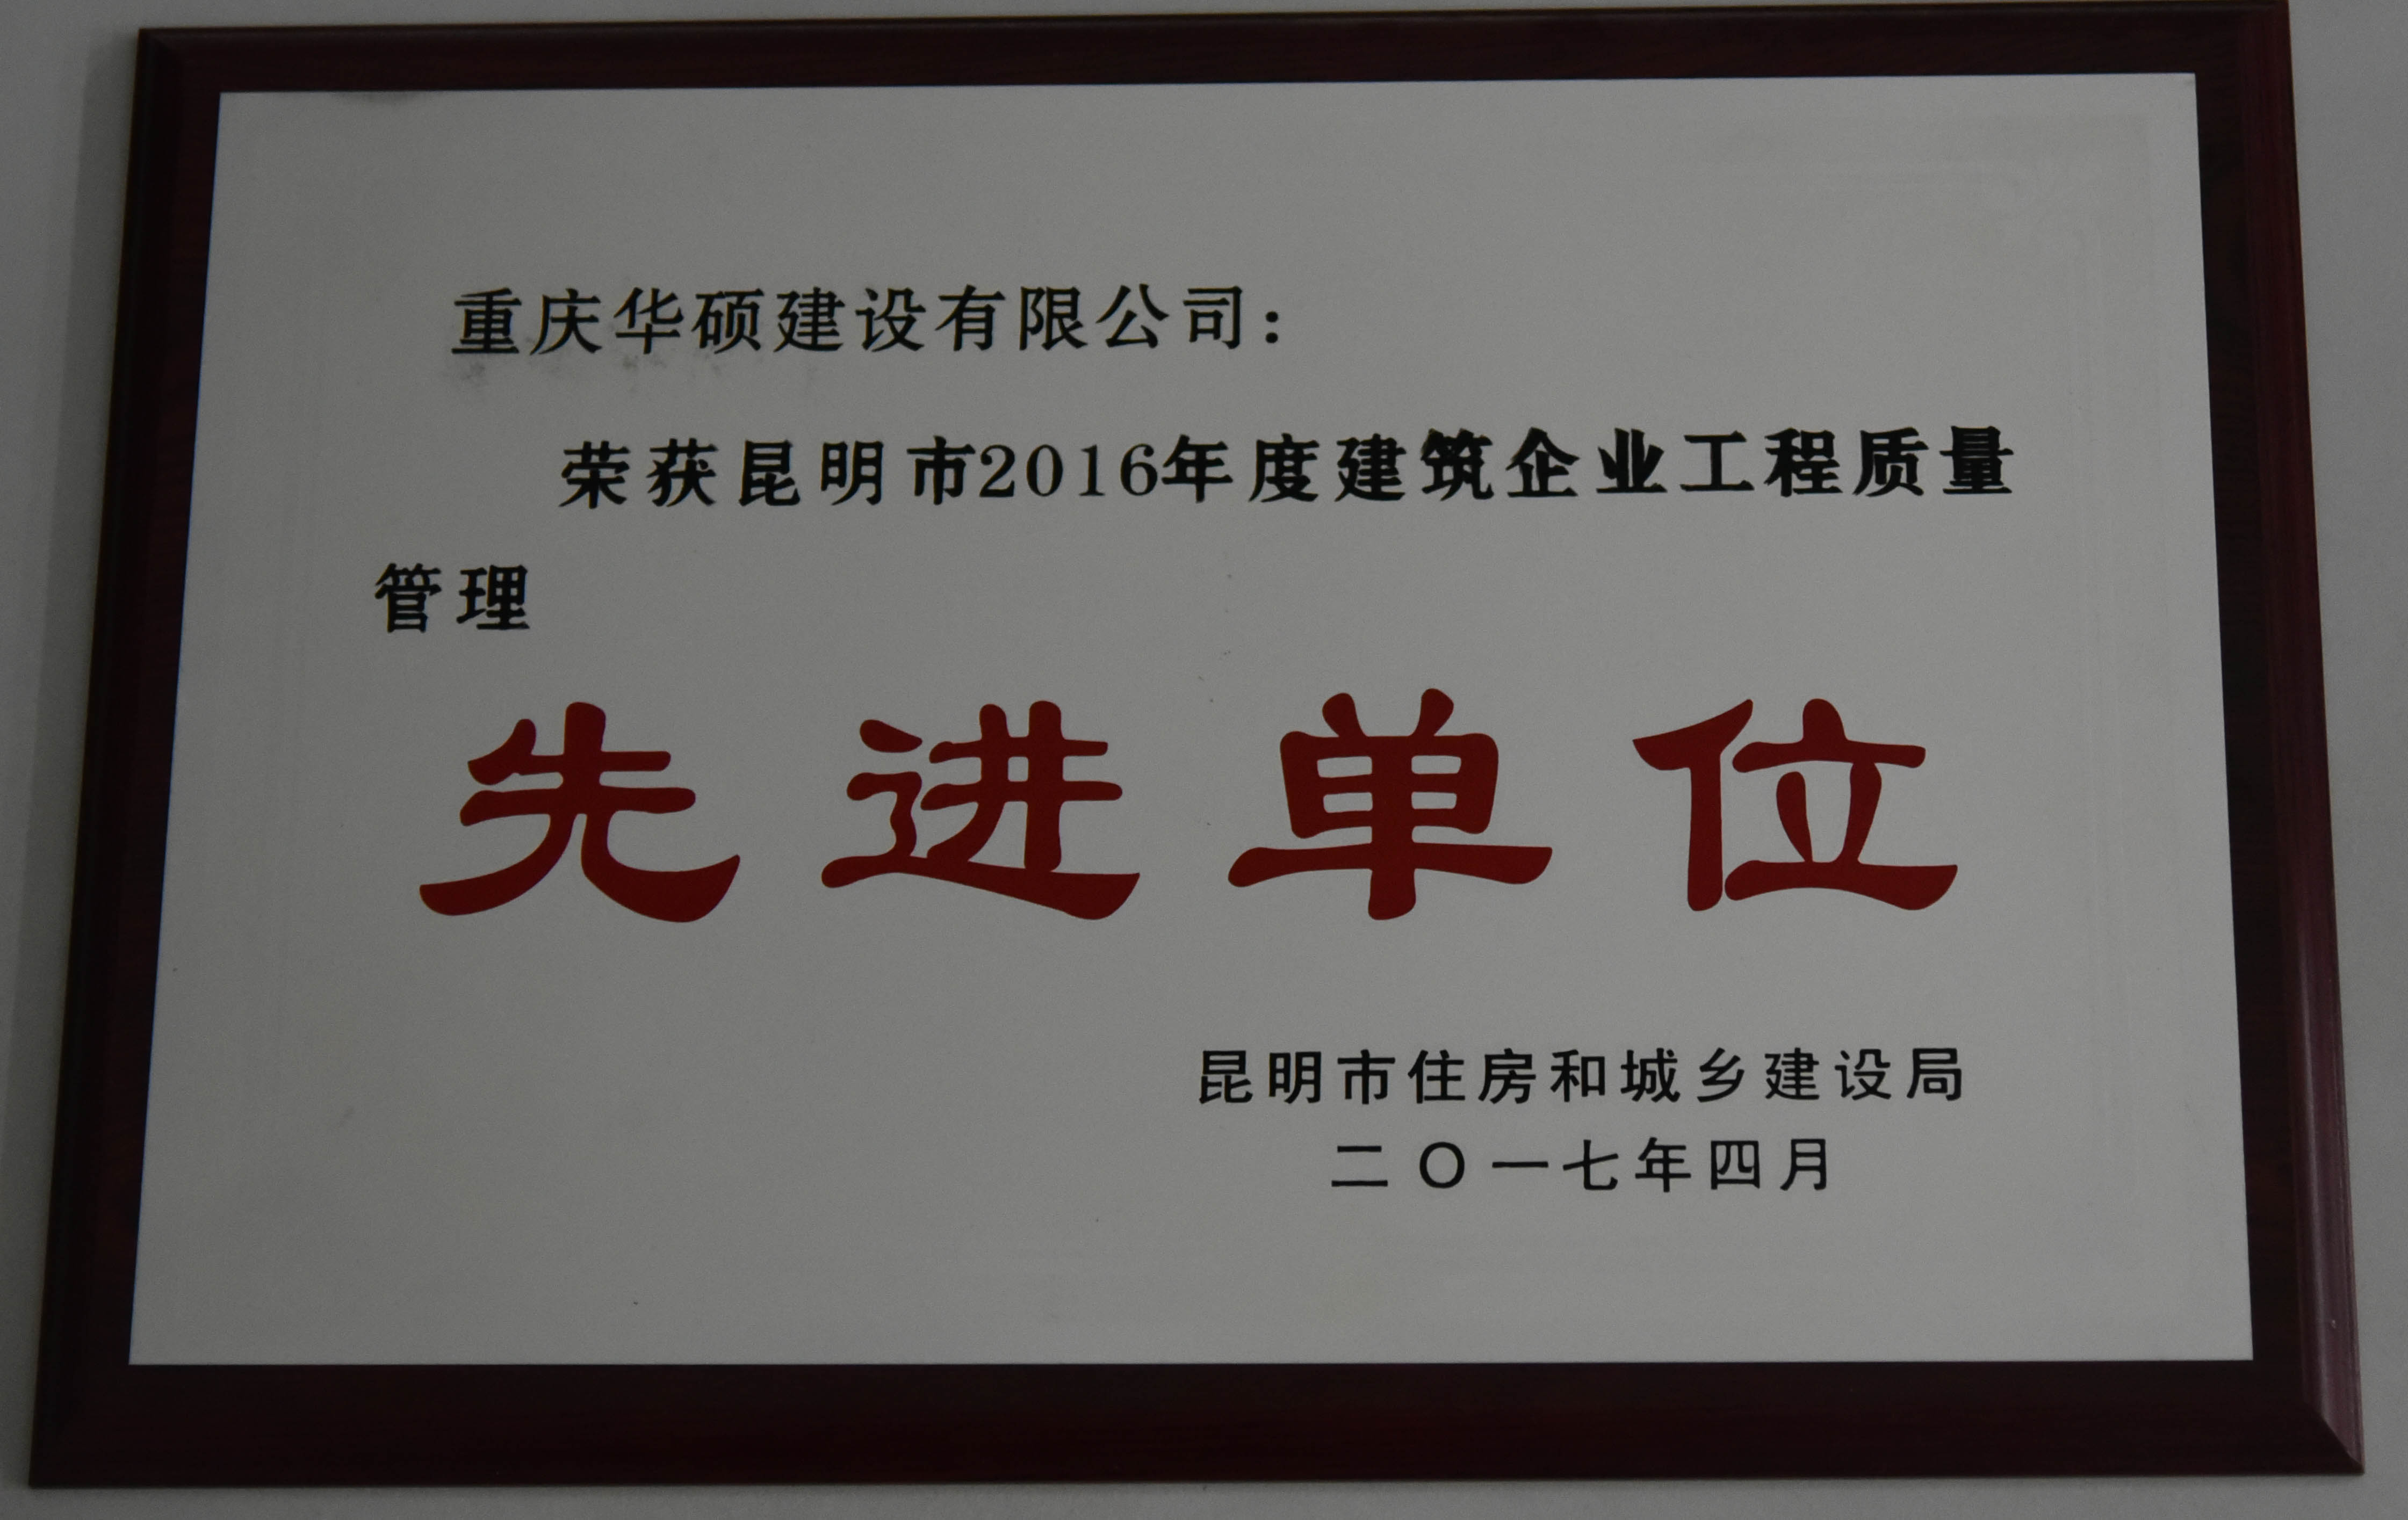 重庆华硕建设有限公司：
荣获昆明市2016年度建筑企业工程质量
管理
先进单位
昆明市住房和城乡建设局
二〇一七年四月